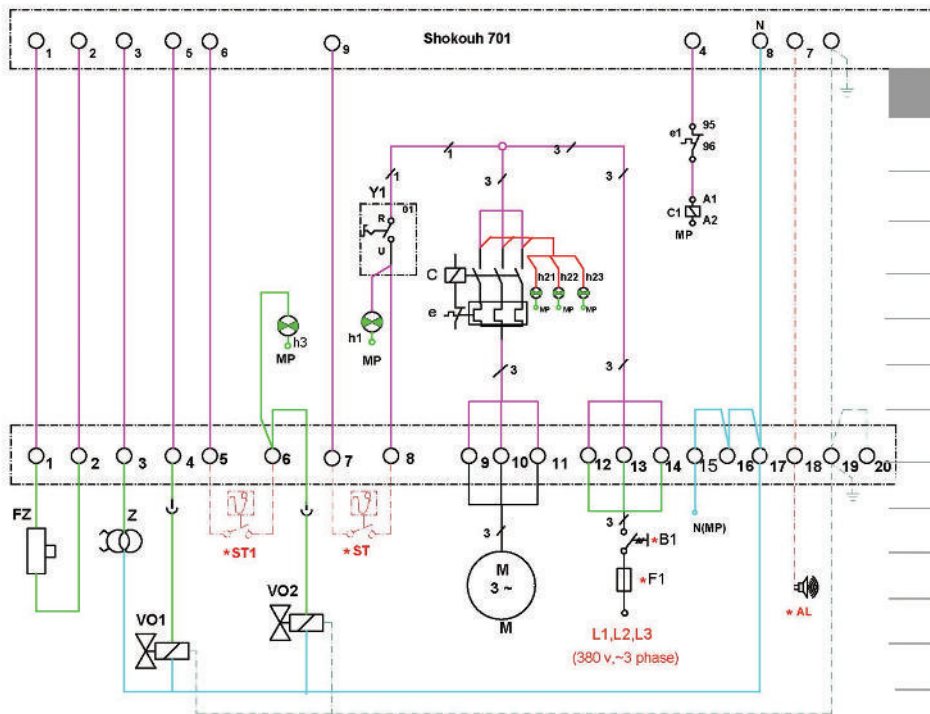 N
Shokouh 701
1 2 3 5 6 9 4 8 7
1 3
e1 95
96
1 3 3
Y1
01
R
U
C1 A1
A2
MP
C
h21 h22 h23
MP MP MP
e
h3
MP
h1
MP
3 3
1 2 3 4 5 6 7 8 9 10 11 12 13 14 15 16 17 18 19 20
FZ
Z
*ST1
*ST
3
3
*B1
N(MP)
*F1
M
3 ~
M
VO1
VO2
L1,L2,L3
(380 v,~3 phase)
* AL